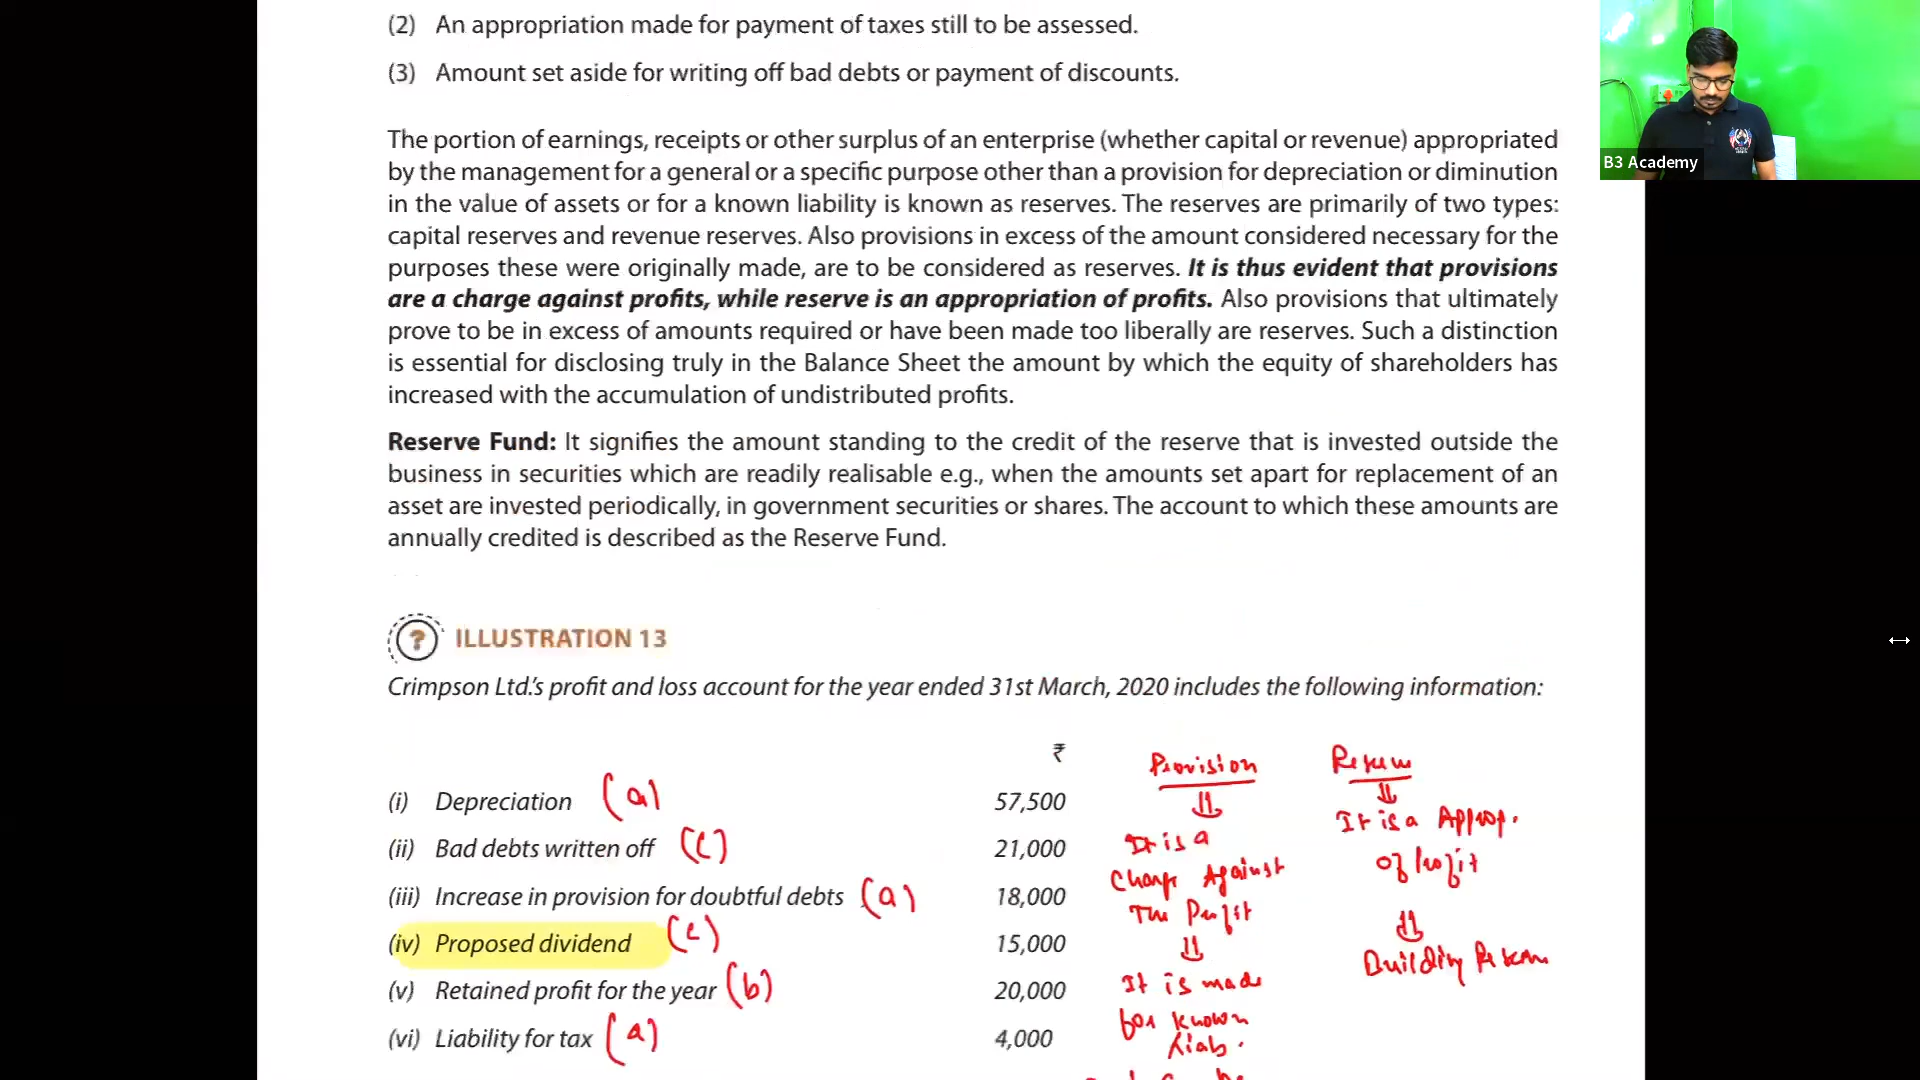 (2) An appropriation made for payment of taxes still to be assessed.
(3) Amount set aside for writing off bad debts or payment of discounts.
B3 Academy
The portion of earnings, receipts or other surplus of an enterprise (whether capital or revenue) appropriated
by the management for a general or a specific purpose other than a provision for depreciation or diminution
in the value of assets or for a known liability is known as reserves. The reserves are primarily of two types:
capital reserves and revenue reserves. Also provisions in excess of the amount considered necessary for the
purposes these were originally made, are to be considered as reserves. It is thus evident that provisions
are a charge against profits, while reserve is an appropriation of profits. Also provisions that ultimately
prove to be in excess of amounts required or have been made too liberally are reserves. Such a distinction
is essential for disclosing truly in the Balance Sheet the amount by which the equity of shareholders has
increased with the accumulation of undistributed profits.
Reserve Fund: It signifies the amount standing to the credit of the reserve that is invested outside the
business in securities which are readily realisable e.g., when the amounts set apart for replacement of an
asset are invested periodically, in government securities or shares. The account to which these amounts are
annually credited is described as the Reserve Fund.
? ILLUSTRATION 13
Crimpson Ltd.'s profit and loss account for the year ended 31st March, 2020 includes the following information:
₹
(i) Depreciation (a) 57,500
(ii) Bad debts written off (c) 21,000
(iii) Increase in provision for doubtful debts (a) 18,000
(iv) Proposed dividend (c) 15,000
(v) Retained profit for the year (b) 20,000
(vi) Liability for tax (a) 4,000
Provision
It is a
Charge Against
The Profit
It is made
for known
Liab.
Reserve
It is a Approp.
of Profit
Building Reserve